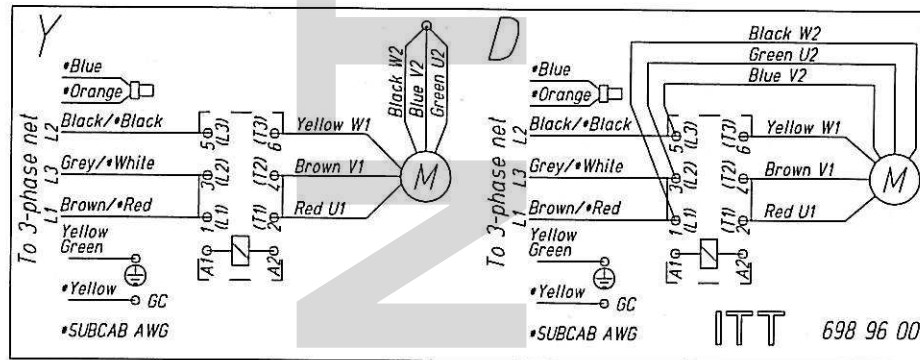 Y
*Blue
*Orange
To 3-phase net
L2
Black/*Black
5
(L3)
(T3)
6
Yellow W1
L3
Grey/*White
3
(L2)
(T2)
4
Brown V1
L1
Brown/*Red
1
(L1)
(T1)
2
Red U1
Black W2
Blue V2
Green U2
M
Yellow
Green
A1
A2
*Yellow
GC
*SUBCAB AWG
D
Black W2
Green U2
Blue V2
*Blue
*Orange
To 3-phase net
L2
Black/*Black
5
(L3)
(T3)
6
Yellow W1
L3
Grey/*White
3
(L2)
(T2)
4
Brown V1
L1
Brown/*Red
1
(L1)
(T1)
2
Red U1
M
Yellow
Green
A1
A2
*Yellow
GC
*SUBCAB AWG
ITT
698 96 00